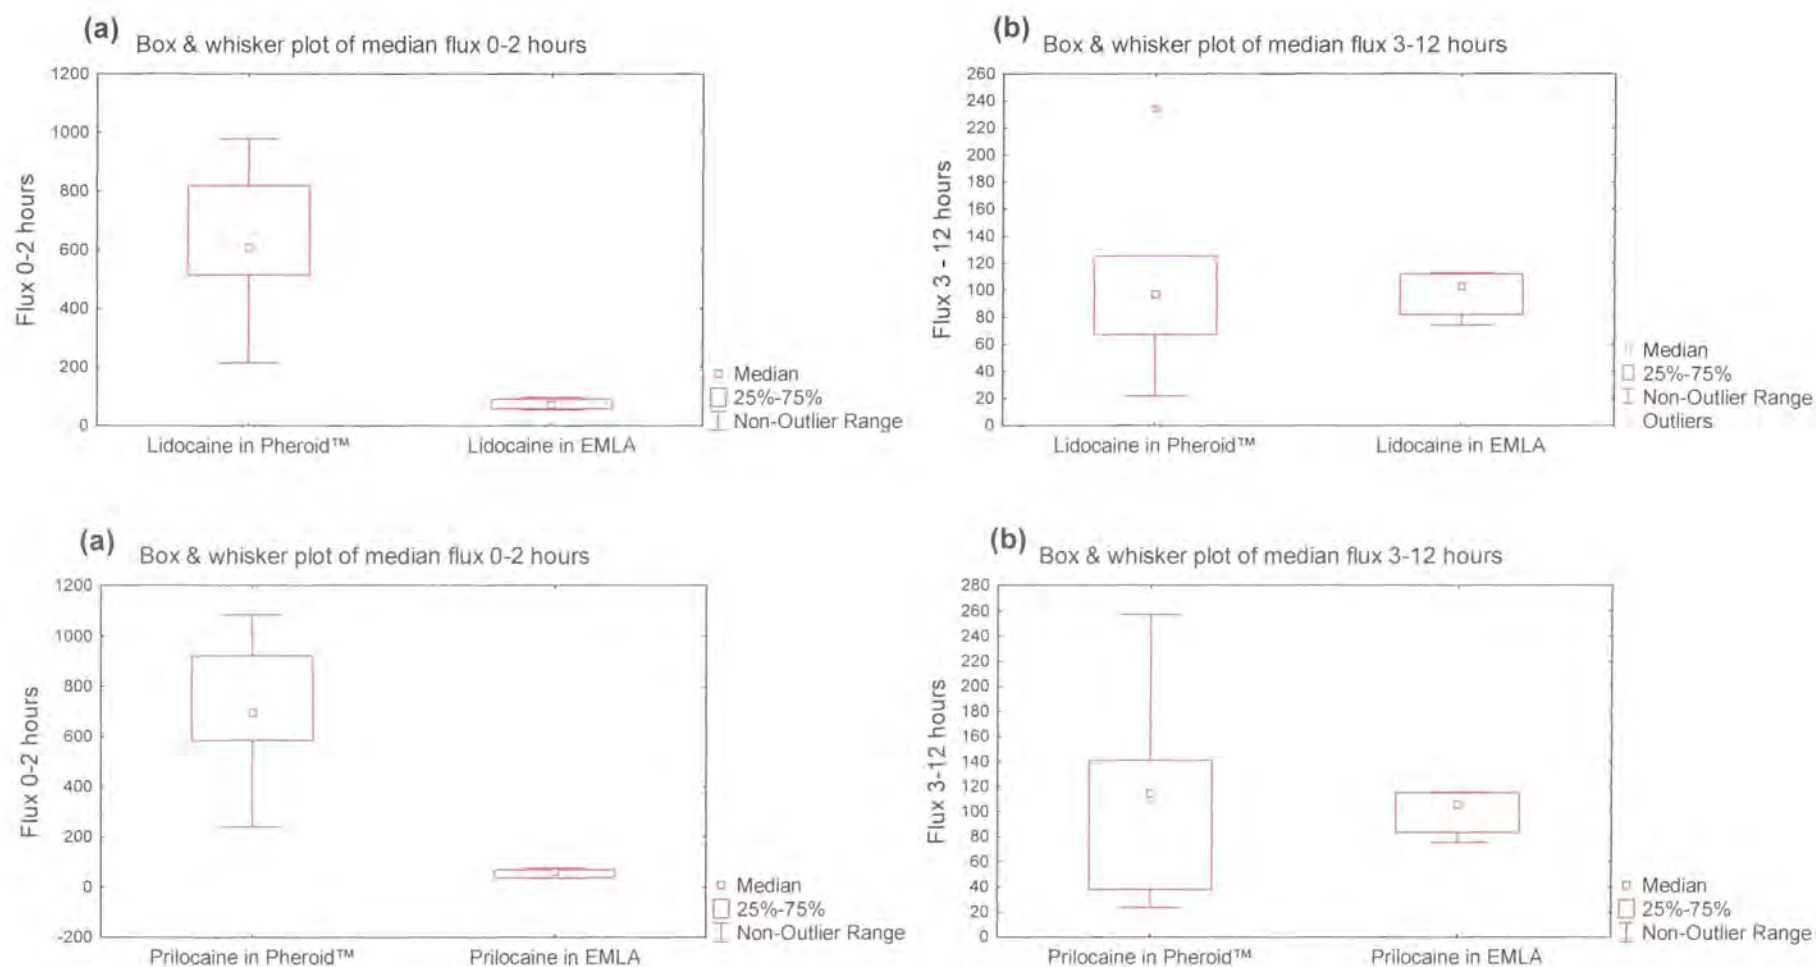 (a)
Box & whisker plot of median flux 0-2 hours
1200
1000
800
600
400
200
0
Flux 0-2 hours
Lidocaine in Pheroid™
Lidocaine in EMLA
Median
25%-75%
Non-Outlier Range
(b)
Box & whisker plot of median flux 3-12 hours
260
240
220
200
180
160
140
120
100
80
60
40
20
0
Flux 3 - 12 hours
Lidocaine in Pheroid™
Lidocaine in EMLA
Median
25%-75%
Non-Outlier Range
Outliers
(a)
Box & whisker plot of median flux 0-2 hours
1200
1000
800
600
400
200
0
-200
Flux 0-2 hours
Prilocaine in Pheroid™
Prilocaine in EMLA
Median
25%-75%
Non-Outlier Range
(b)
Box & whisker plot of median flux 3-12 hours
280
260
240
220
200
180
160
140
120
100
80
60
40
20
0
Flux 3-12 hours
Prilocaine in Pheroid™
Prilocaine in EMLA
Median
25%-75%
Non-Outlier Range